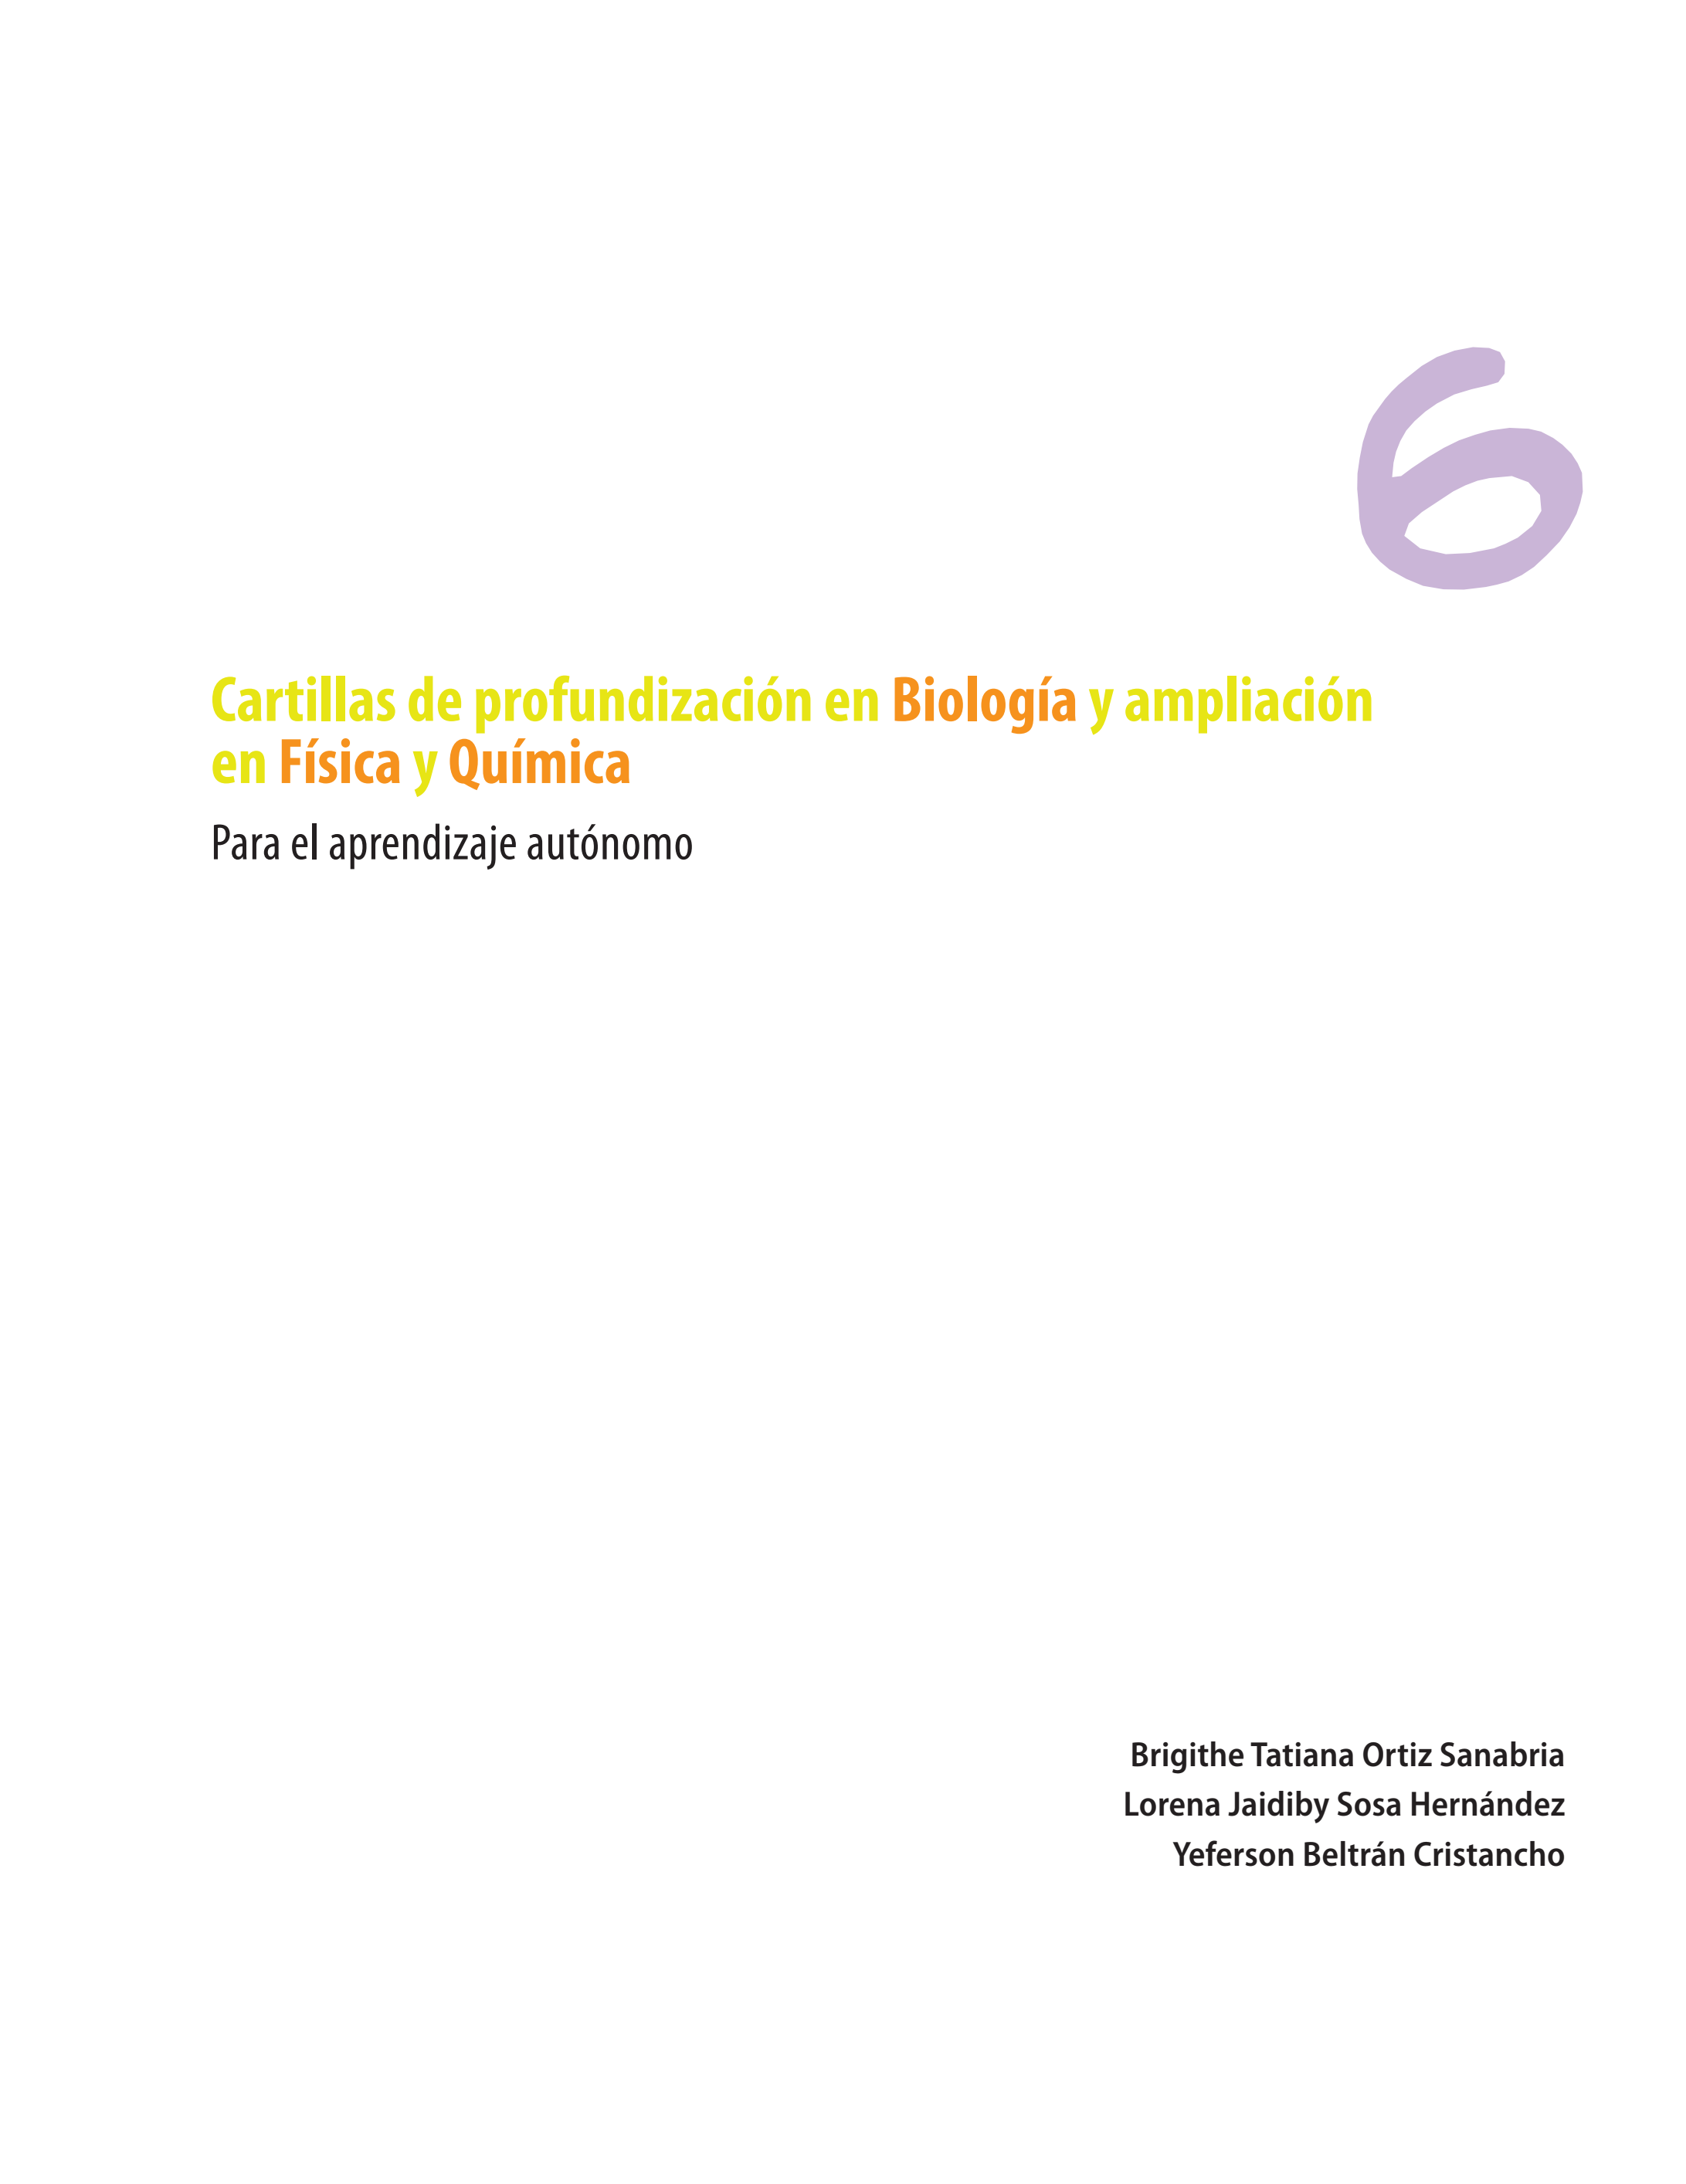 6
Cartillas de profundización en Biología y ampliación
en Física y Química
Para el aprendizaje autónomo
Brigithe Tatiana Ortiz Sanabria
Lorena Jaidiby Sosa Hernández
Yeferson Beltrán Cristancho